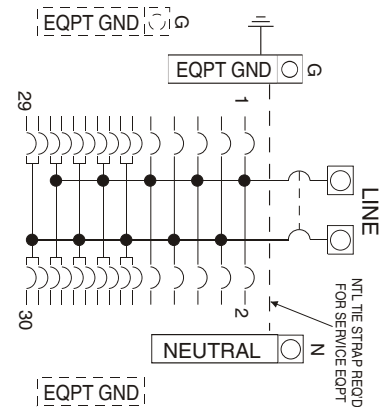 EQPT GND G
EQPT GND G
29
1
LINE
30
2
NTL TIE STRAP REQ'D
FOR SERVICE EQPT
NEUTRAL N
EQPT GND